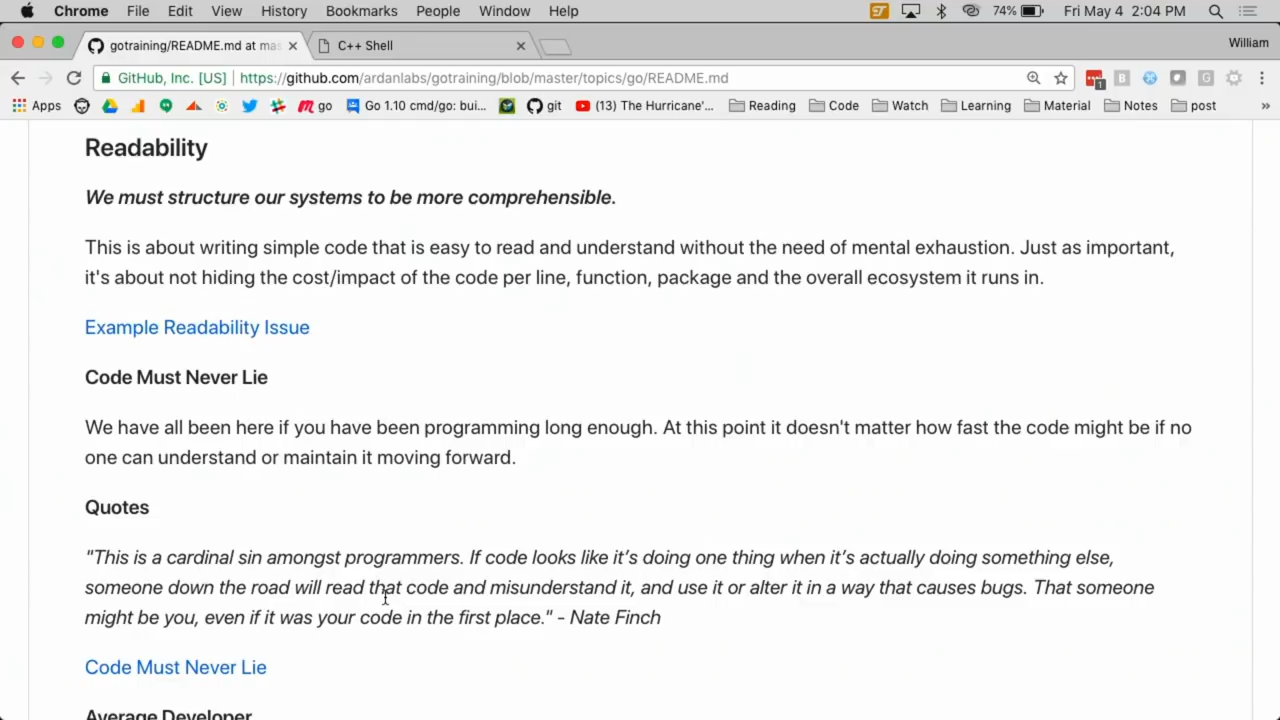 Chrome File Edit View History Bookmarks People Window Help 74% Fri May 4 2:04 PM
gotraining/README.md at mas C++ Shell William
GitHub, Inc. [US] https://github.com/ardanlabs/gotraining/blob/master/topics/go/README.md
Apps go Go 1.10 cmd/go: bui... git (13) The Hurricane'... Reading Code Watch Learning Material Notes post »
Readability
We must structure our systems to be more comprehensible.
This is about writing simple code that is easy to read and understand without the need of mental exhaustion. Just as important,
it's about not hiding the cost/impact of the code per line, function, package and the overall ecosystem it runs in.
Example Readability Issue
Code Must Never Lie
We have all been here if you have been programming long enough. At this point it doesn't matter how fast the code might be if no
one can understand or maintain it moving forward.
Quotes
"This is a cardinal sin amongst programmers. If code looks like it’s doing one thing when it’s actually doing something else,
someone down the road will read that code and misunderstand it, and use it or alter it in a way that causes bugs. That someone
might be you, even if it was your code in the first place." - Nate Finch
Code Must Never Lie
Average Developer